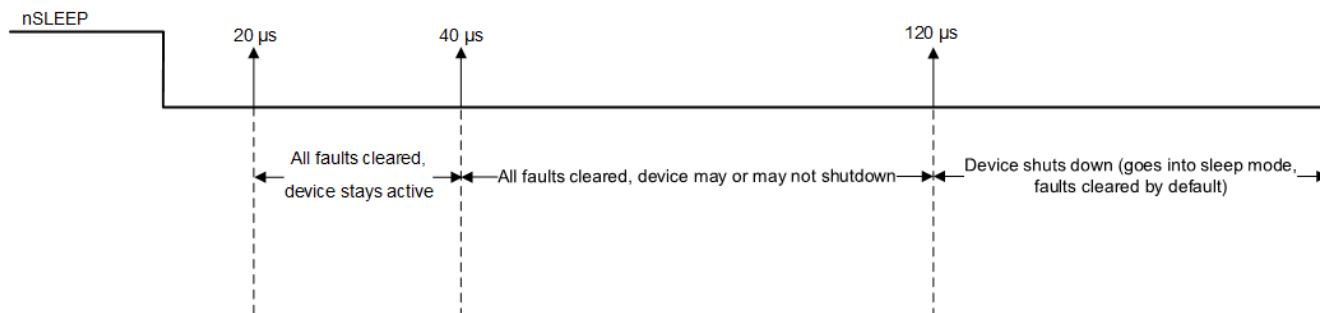 nSLEEP
20 µs
40 µs
120 µs
All faults cleared,
device stays active
All faults cleared, device may or may not shutdown
Device shuts down (goes into sleep mode,
faults cleared by default)